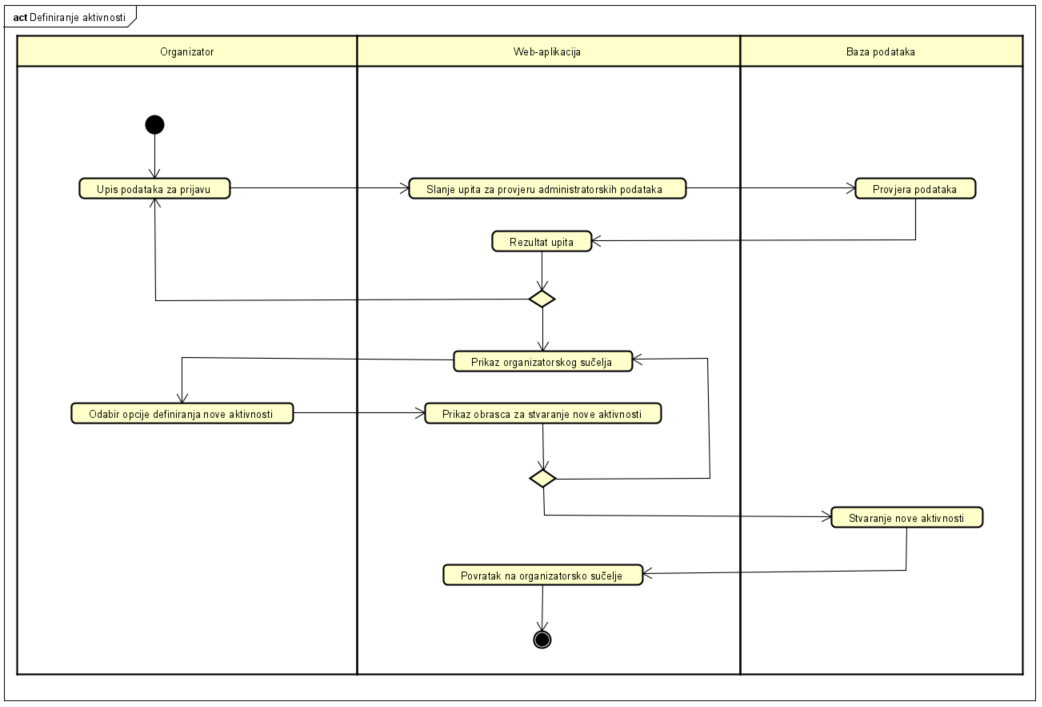 act Definiranje aktivnosti
Organizator
Web-aplikacija
Baza podataka
Upis podataka za prijavu
Slanje upita za provjeru administratorskih podataka
Provjera podataka
Rezultat upita
Prikaz organizatorskog sučelja
Odabir opcije definiranja nove aktivnosti
Prikaz obrasca za stvaranje nove aktivnosti
Stvaranje nove aktivnosti
Povratak na organizatorsko sučelje